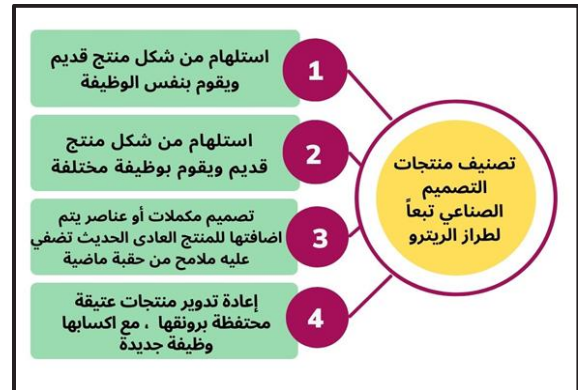 استلهام من شكل منتج قديم
ويقوم بنفس الوظيفة
1
استلهام من شكل منتج
قديم ويقوم بوظيفة مختلفة
2
تصميم مكملات أو عناصر يتم
اضافتها للمنتج العادى الحديث تضفي
عليه ملامح من حقبة ماضية
3
إعادة تدوير منتجات عتيقة
محتفظة برونقها ، مع اكسابها
وظيفة جديدة
4
تصنيف منتجات
التصميم
الصناعي تبعاً
لطراز الريترو